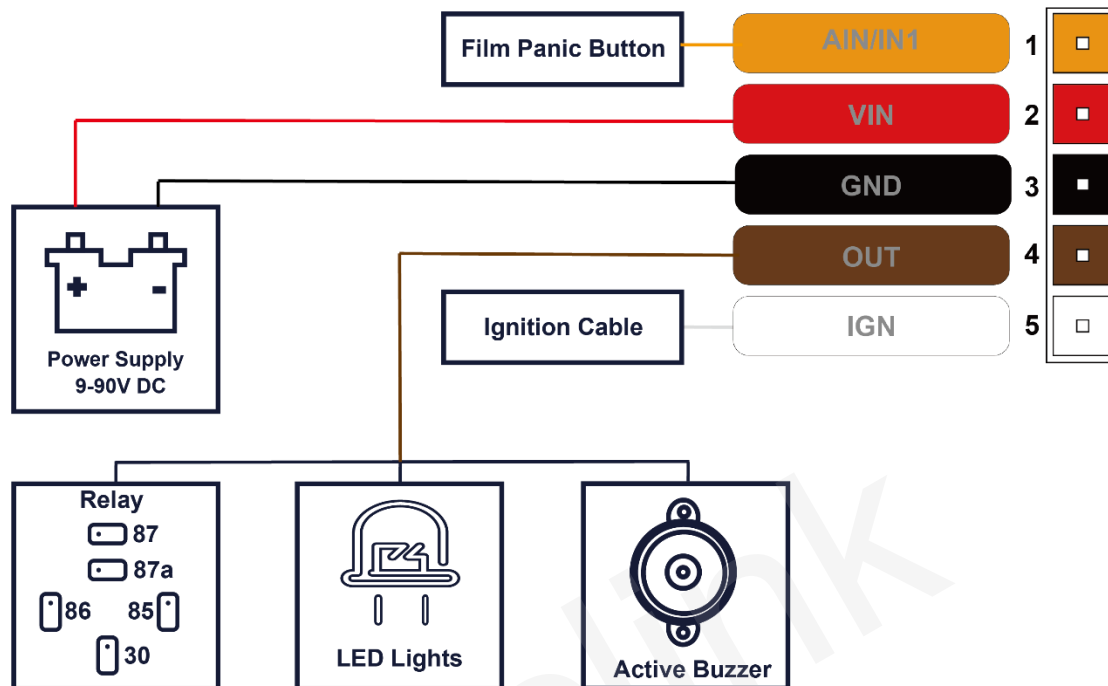 Film Panic Button
AIN/IN1
1
VIN
2
GND
3
OUT
4
Ignition Cable
IGN
5
+ -
Power Supply
9-90V DC
Relay
87
87a
86
85
30
LED Lights
Active Buzzer